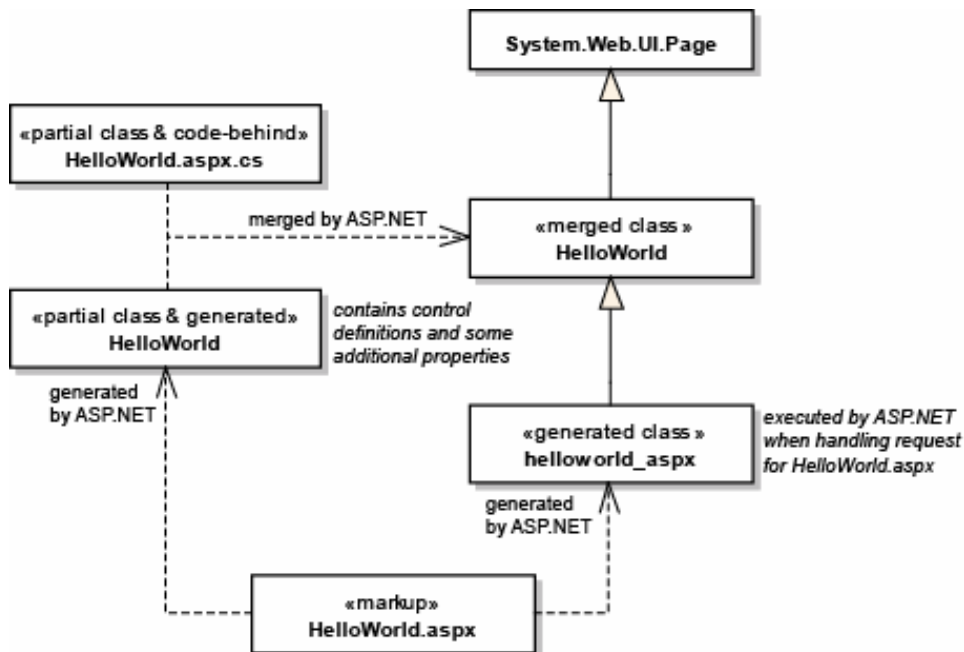 System.Web.UI.Page
«partial class & code-behind»
HelloWorld.aspx.cs
merged by ASP.NET
«merged class »
HelloWorld
«partial class & generated»
HelloWorld
contains control
definitions and some
additional properties
generated
by ASP.NET
«generated class »
helloworld_aspx
executed by ASP.NET
when handling request
for HelloWorld.aspx
generated
by ASP.NET
«markup»
HelloWorld.aspx